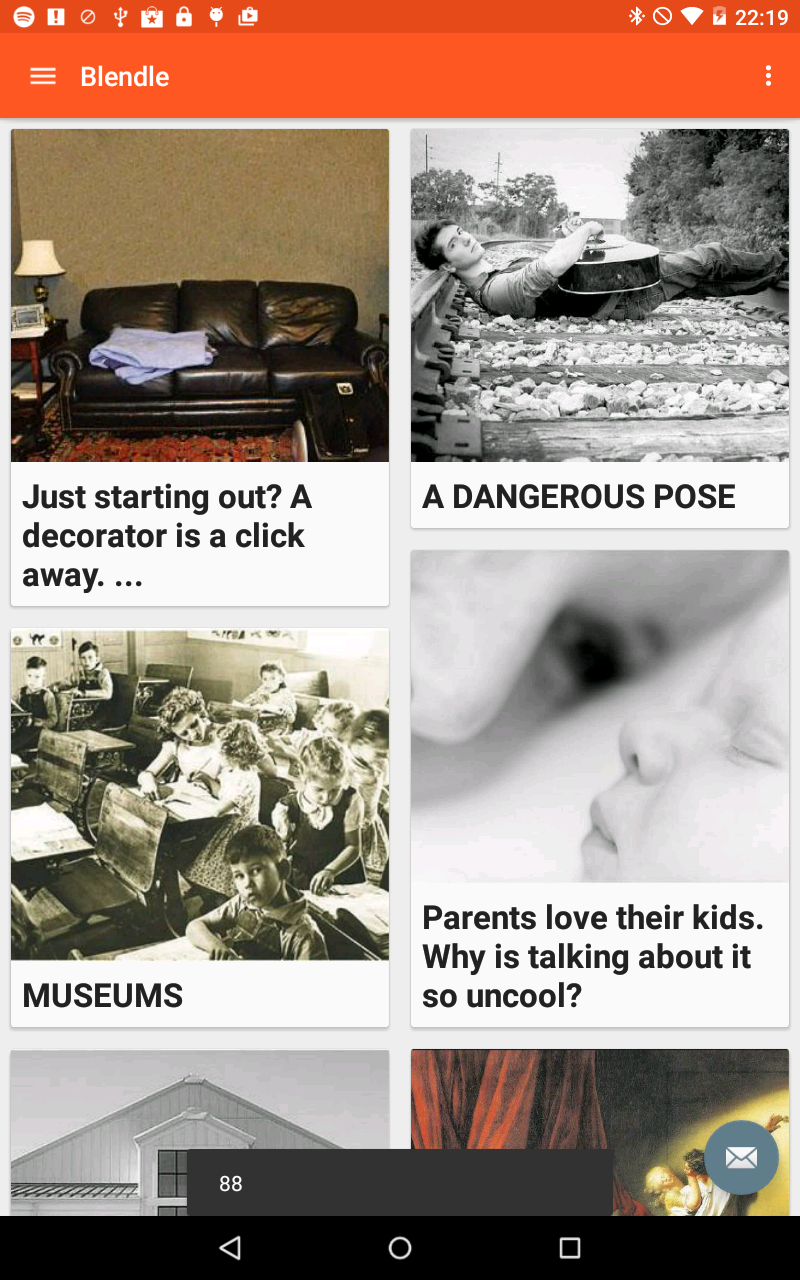 22:19
Blendle
Just starting out? A
decorator is a click
away. ...
A DANGEROUS POSE
MUSEUMS
Parents love their kids.
Why is talking about it
so uncool?
88